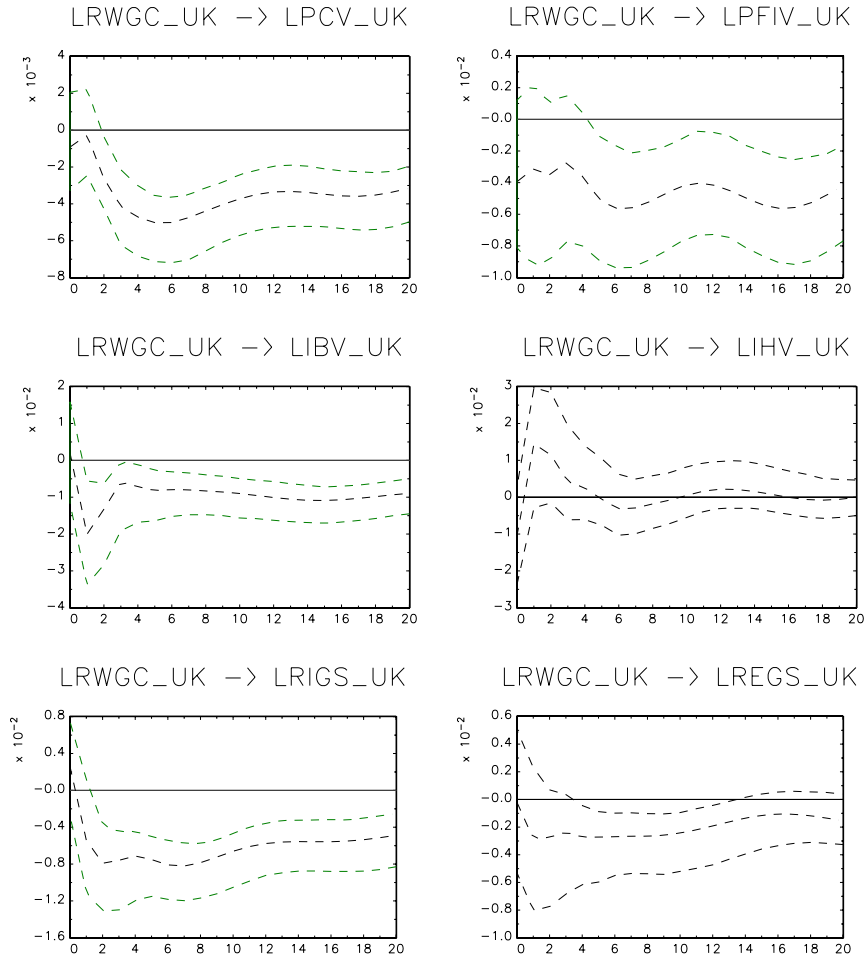 LRWGC_UK -> LPCV_UK
x 10⁻³
4
2
0
-2
-4
-6
-8
0 2 4 6 8 10 12 14 16 18 20
LRWGC_UK -> LPFIV_UK
x 10⁻²
0.4
0.2
-0.0
-0.2
-0.4
-0.6
-0.8
-1.0
0 2 4 6 8 10 12 14 16 18 20
LRWGC_UK -> LIBV_UK
x 10⁻²
2
1
0
-1
-2
-3
-4
0 2 4 6 8 10 12 14 16 18 20
LRWGC_UK -> LIHV_UK
x 10⁻²
3
2
1
0
-1
-2
-3
0 2 4 6 8 10 12 14 16 18 20
LRWGC_UK -> LRIGS_UK
x 10⁻²
0.8
0.4
-0.0
-0.4
-0.8
-1.2
-1.6
0 2 4 6 8 10 12 14 16 18 20
LRWGC_UK -> LREGS_UK
x 10⁻²
0.6
0.4
0.2
-0.0
-0.2
-0.4
-0.6
-0.8
-1.0
0 2 4 6 8 10 12 14 16 18 20